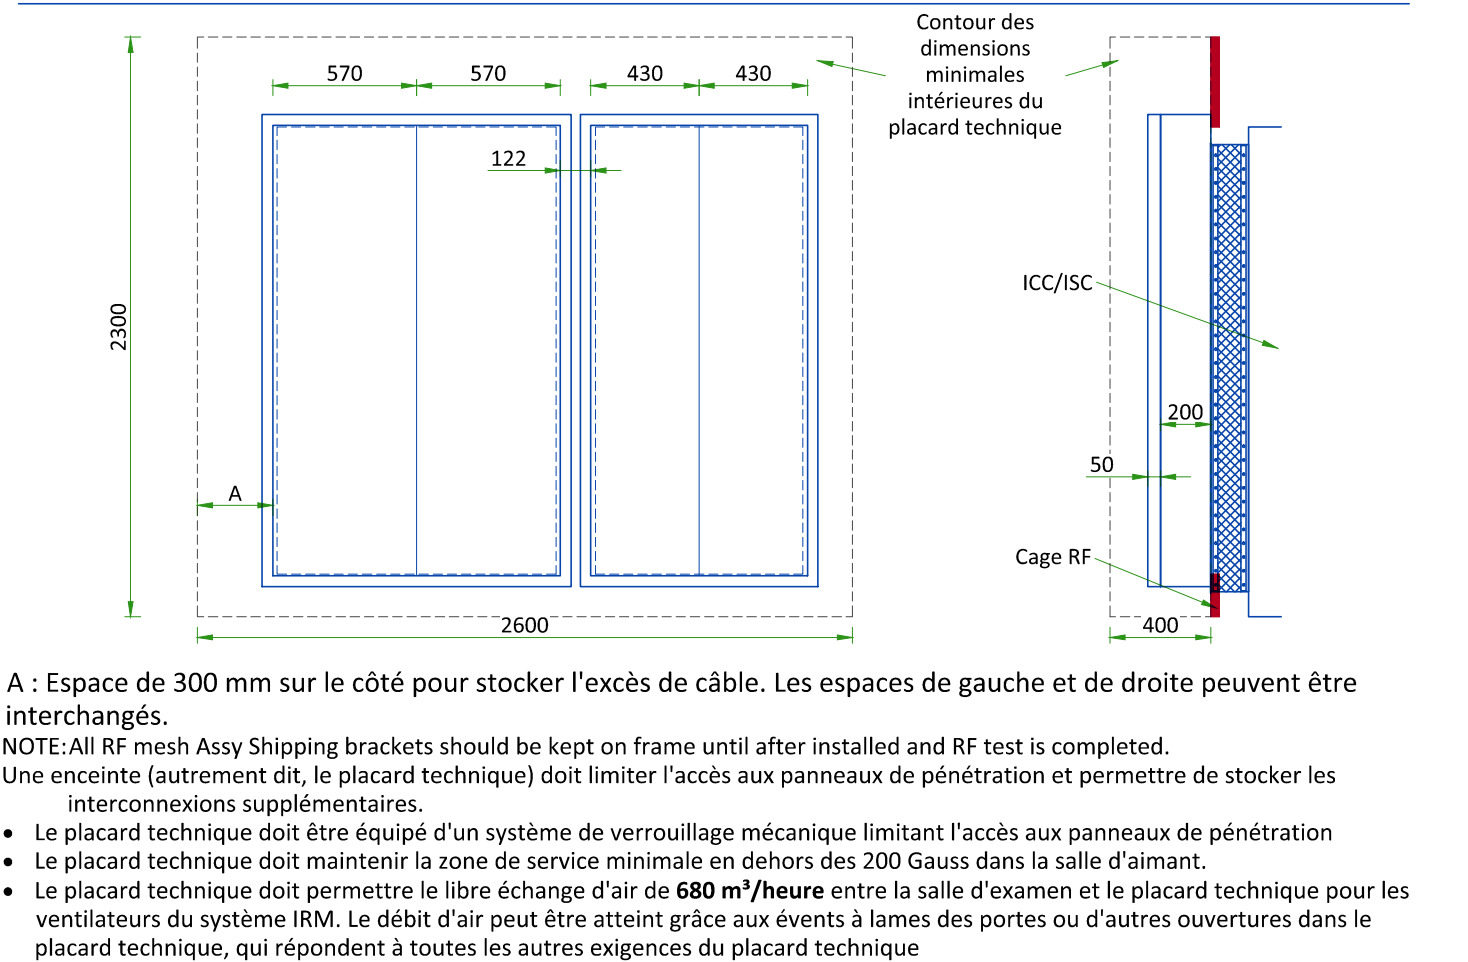 Contour des
dimensions
minimales
intérieures du
placard technique
570
570
430
430
122
2300
ICC/ISC
200
50
A
Cage RF
2600
400
A : Espace de 300 mm sur le côté pour stocker l'excès de câble. Les espaces de gauche et de droite peuvent être
interchangés.
NOTE:All RF mesh Assy Shipping brackets should be kept on frame until after installed and RF test is completed.
Une enceinte (autrement dit, le placard technique) doit limiter l'accès aux panneaux de pénétration et permettre de stocker les
interconnexions supplémentaires.
• Le placard technique doit être équipé d'un système de verrouillage mécanique limitant l'accès aux panneaux de pénétration
• Le placard technique doit maintenir la zone de service minimale en dehors des 200 Gauss dans la salle d'aimant.
• Le placard technique doit permettre le libre échange d'air de 680 m³/heure entre la salle d'examen et le placard technique pour les
ventilateurs du système IRM. Le débit d'air peut être atteint grâce aux évents à lames des portes ou d'autres ouvertures dans le
placard technique, qui répondent à toutes les autres exigences du placard technique